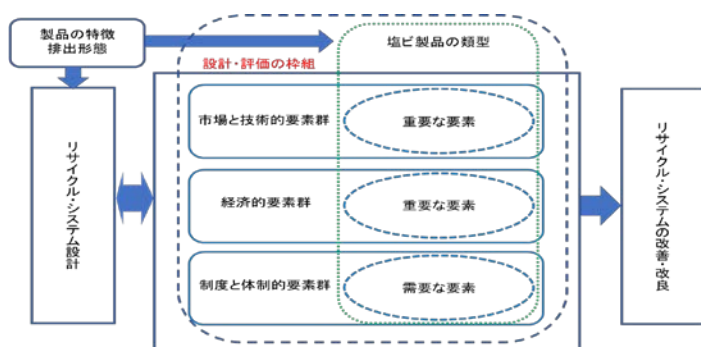 製品の特徴
排出形態
塩ビ製品の類型
設計・評価の枠組
市場と技術的要素群
重要な要素
経済的要素群
重要な要素
制度と体制的要素群
需要な要素
リサイクル・システム設計
リサイクル・システムの改善・改良